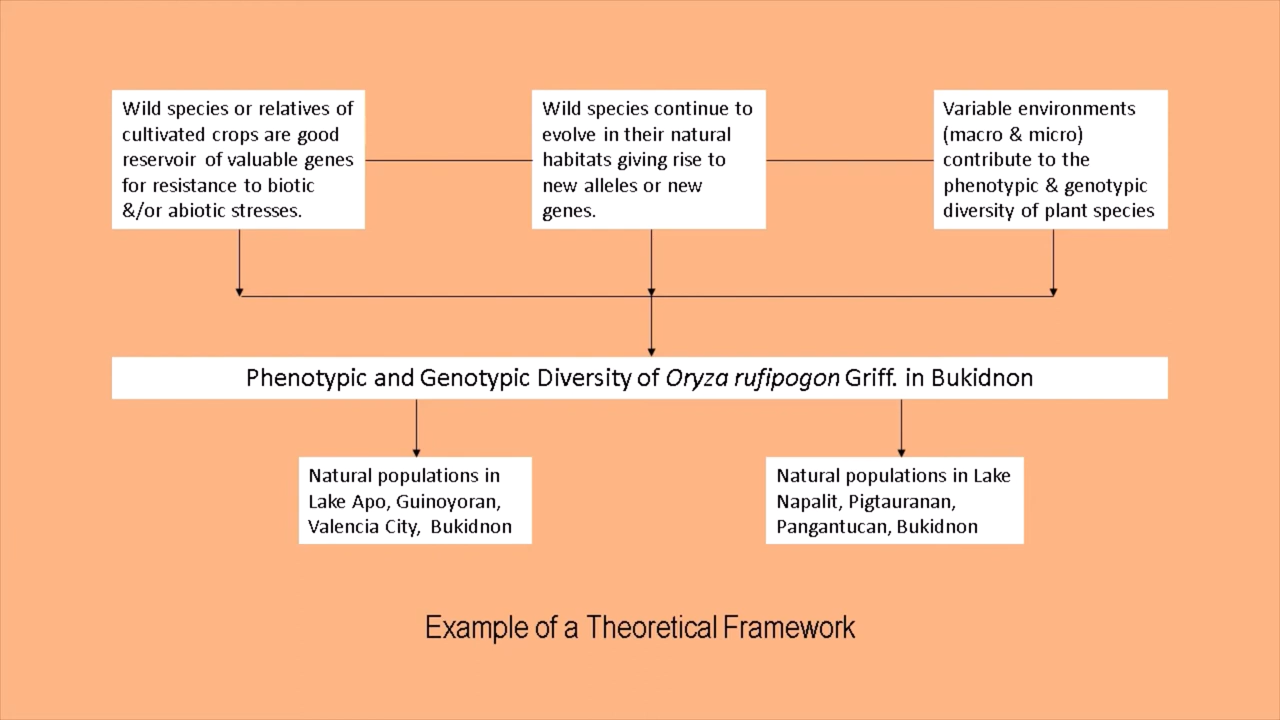 Wild species or relatives of
cultivated crops are good
reservoir of valuable genes
for resistance to biotic
&/or abiotic stresses.
Wild species continue to
evolve in their natural
habitats giving rise to
new alleles or new
genes.
Variable environments
(macro & micro)
contribute to the
phenotypic & genotypic
diversity of plant species
Phenotypic and Genotypic Diversity of Oryza rufipogon Griff. in Bukidnon
Natural populations in
Lake Apo, Guinoyoran,
Valencia City, Bukidnon
Natural populations in Lake
Napalit, Pigtauranan,
Pangantucan, Bukidnon
Example of a Theoretical Framework